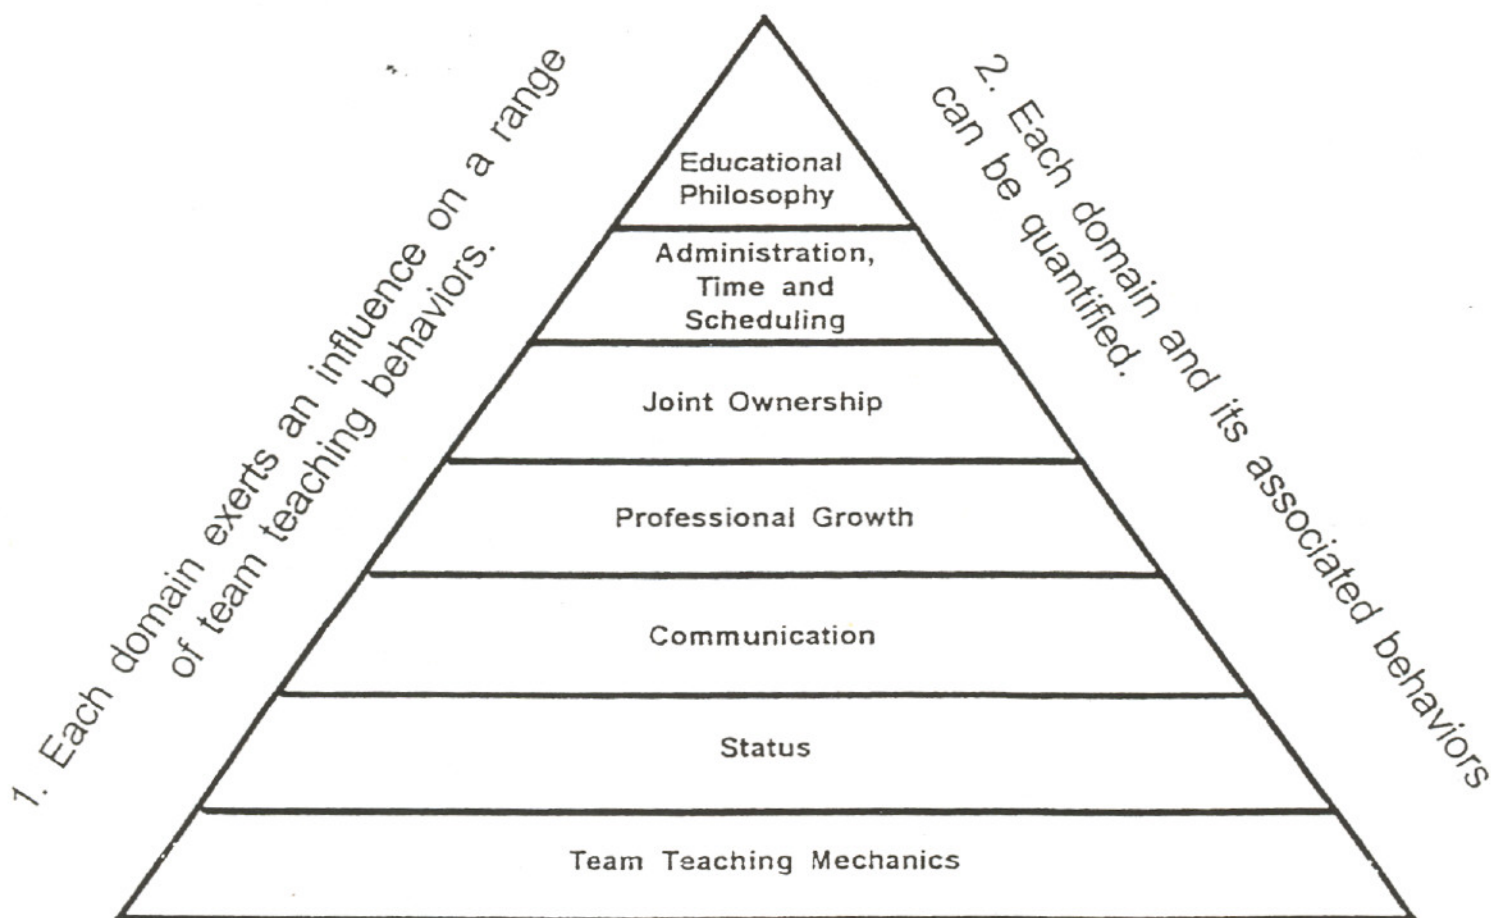 1. Each domain exerts an influence on a range
of team teaching behaviors.
2. Each domain and its associated behaviors
can be quantified.
Educational
Philosophy
Administration,
Time and
Scheduling
Joint Ownership
Professional Growth
Communication
Status
Team Teaching Mechanics